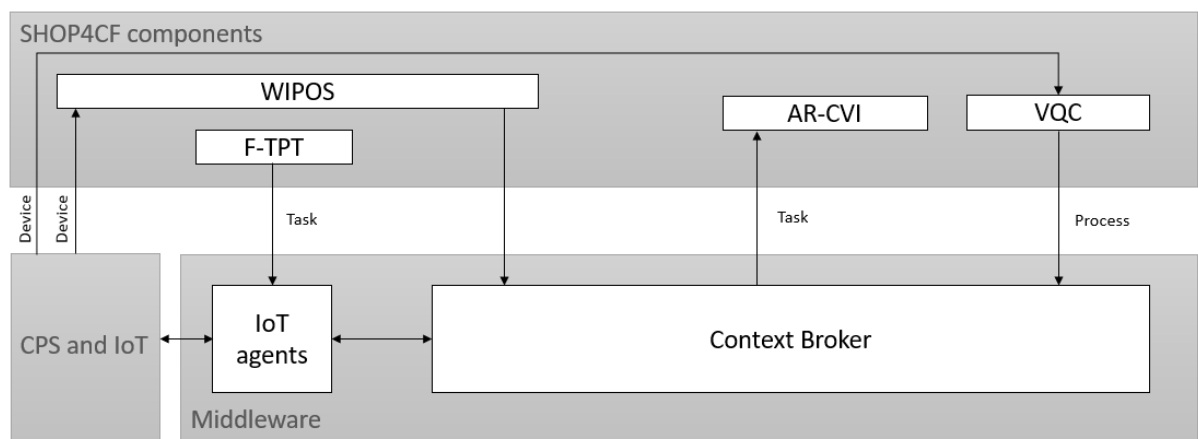 SHOP4CF components
WIPOS
AR-CVI
VQC
F-TPT
Device
Device
Task
Task
Process
CPS and IoT
IoT
agents
Context Broker
Middleware